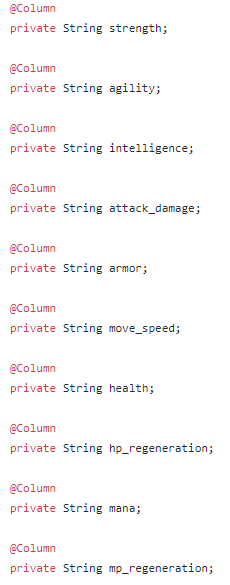 @Column
private String strength;
@Column
private String agility;
@Column
private String intelligence;
@Column
private String attack_damage;
@Column
private String armor;
@Column
private String move_speed;
@Column
private String health;
@Column
private String hp_regeneration;
@Column
private String mana;
@Column
private String mp_regeneration;